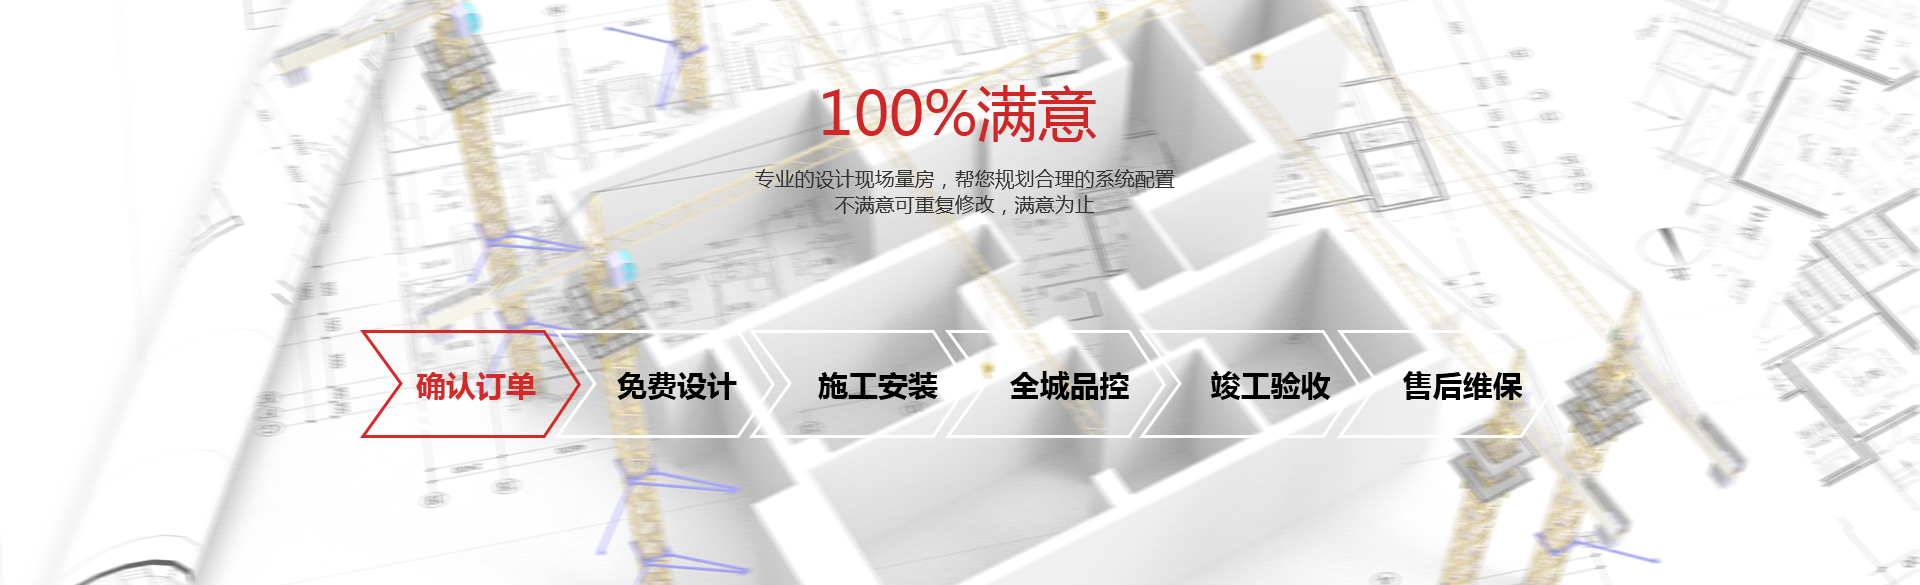 100%满意
专业的设计现场量房，帮您规划合理的系统配置
不满意可重复修改，满意为止
确认订单
免费设计
施工安装
全城品控
竣工验收
售后维保